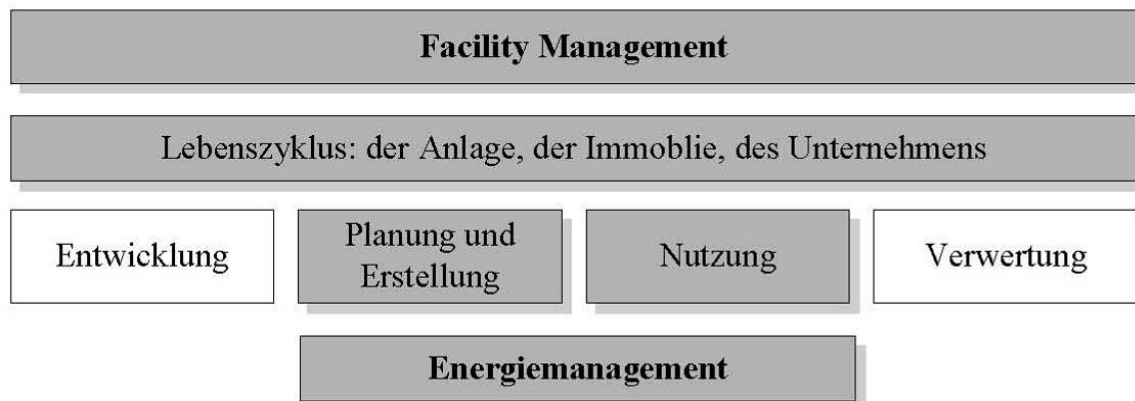 Facility Management
Lebenszyklus: der Anlage, der Immoblie, des Unternehmens
Entwicklung
Planung und
Erstellung
Nutzung
Verwertung
Energiemanagement